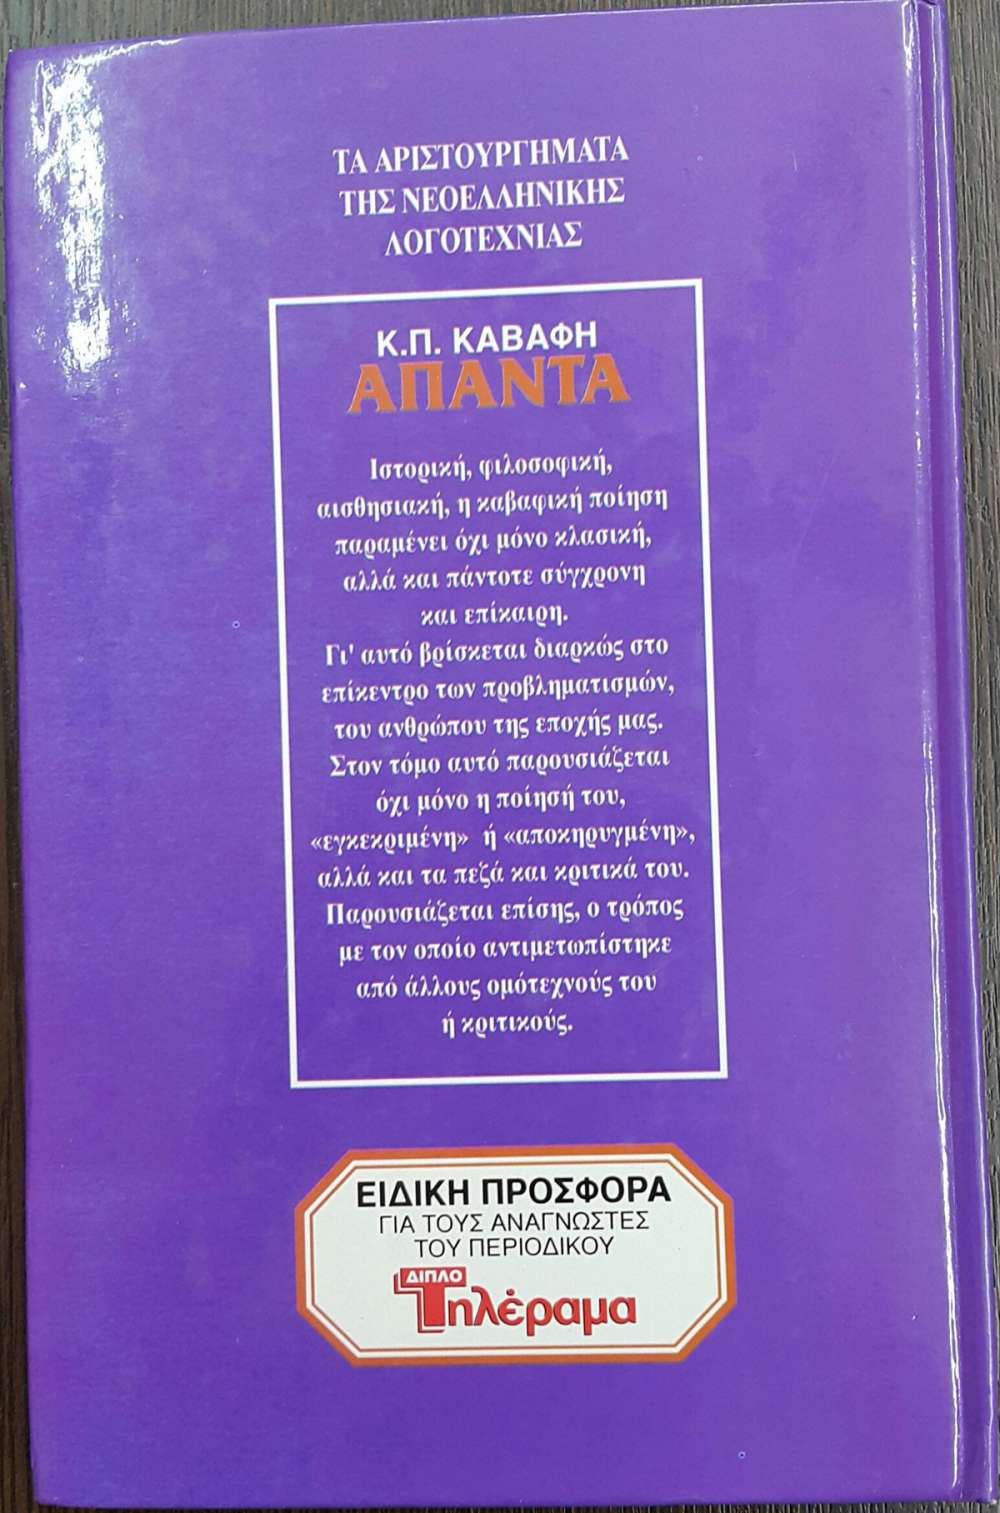 ΤΑ ΑΡΙΣΤΟΥΡΓΗΜΑΤΑ
ΤΗΣ ΝΕΟΕΛΛΗΝΙΚΗΣ
ΛΟΓΟΤΕΧΝΙΑΣ
Κ.Π. ΚΑΒΑΦΗ
ΑΠΑΝΤΑ
Ιστορική, φιλοσοφική,
αισθησιακή, η καβαφική ποίηση
παραμένει όχι μόνο κλασική,
αλλά και πάντοτε σύγχρονη
και επίκαιρη.
Γι' αυτό βρίσκεται διαρκώς στο
επίκεντρο των προβληματισμών,
του ανθρώπου της εποχής μας.
Στον τόμο αυτό παρουσιάζεται
όχι μόνο η ποίησή του,
«εγκεκριμένη» ή «αποκηρυγμένη»,
αλλά και τα πεζά και κριτικά του.
Παρουσιάζεται επίσης, ο τρόπος
με τον οποίο αντιμετωπίστηκε
από άλλους ομότεχνούς του
ή κριτικούς.
ΕΙΔΙΚΗ ΠΡΟΣΦΟΡΑ
ΓΙΑ ΤΟΥΣ ΑΝΑΓΝΩΣΤΕΣ
ΤΟΥ ΠΕΡΙΟΔΙΚΟΥ
ΔΙΠΛΟ
Τηλέραμα